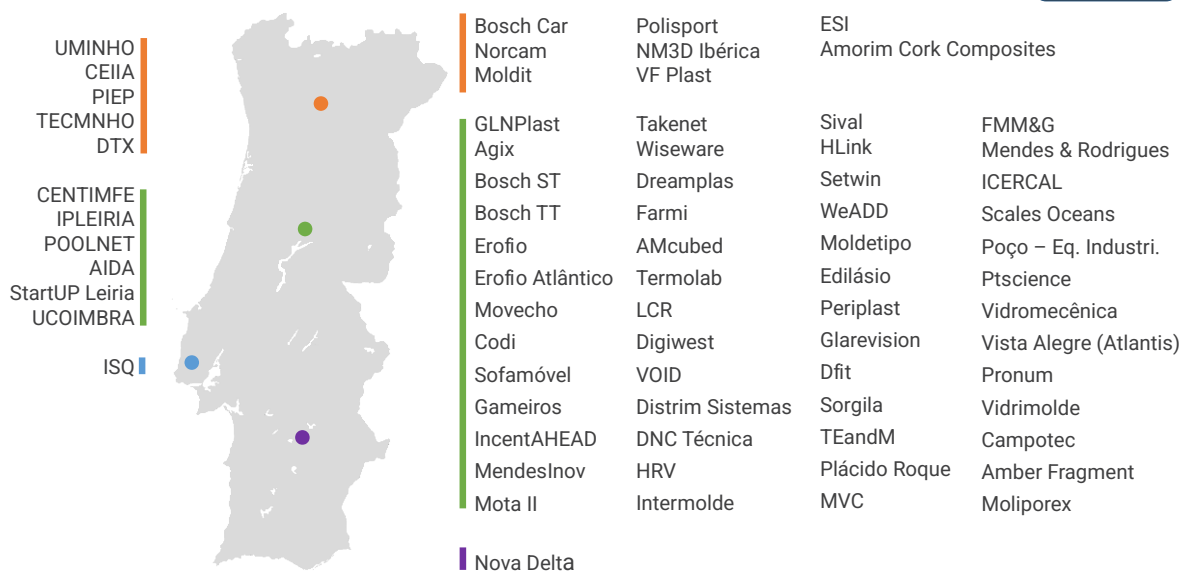 UMINHO
CEIIA
PIEP
TECMNHO
DTX
CENTIMFE
IPLEIRIA
POOLNET
AIDA
StartUP Leiria
UCOIMBRA
ISQ
Bosch Car Polisport ESI
Norcam NM3D Ibérica Amorim Cork Composites
Moldit VF Plast
GLNPlast Takenet Sival FMM&G
Agix Wiseware HLink Mendes & Rodrigues
Bosch ST Dreamplas Setwin ICERCAL
Bosch TT Farmi WeADD Scales Oceans
Erofio AMcubed Moldetipo Poço – Eq. Industri.
Erofio Atlântico Termolab Edilásio Ptscience
Movecho LCR Periplast Vidromecênica
Codi Digiwest Glarevision Vista Alegre (Atlantis)
Sofamóvel VOID Dfit Pronum
Gameiros Distrim Sistemas Sorgila Vidrimolde
IncentAHEAD DNC Técnica TEandM Campotec
MendesInov HRV Plácido Roque Amber Fragment
Mota II Intermolde MVC Moliporex
Nova Delta